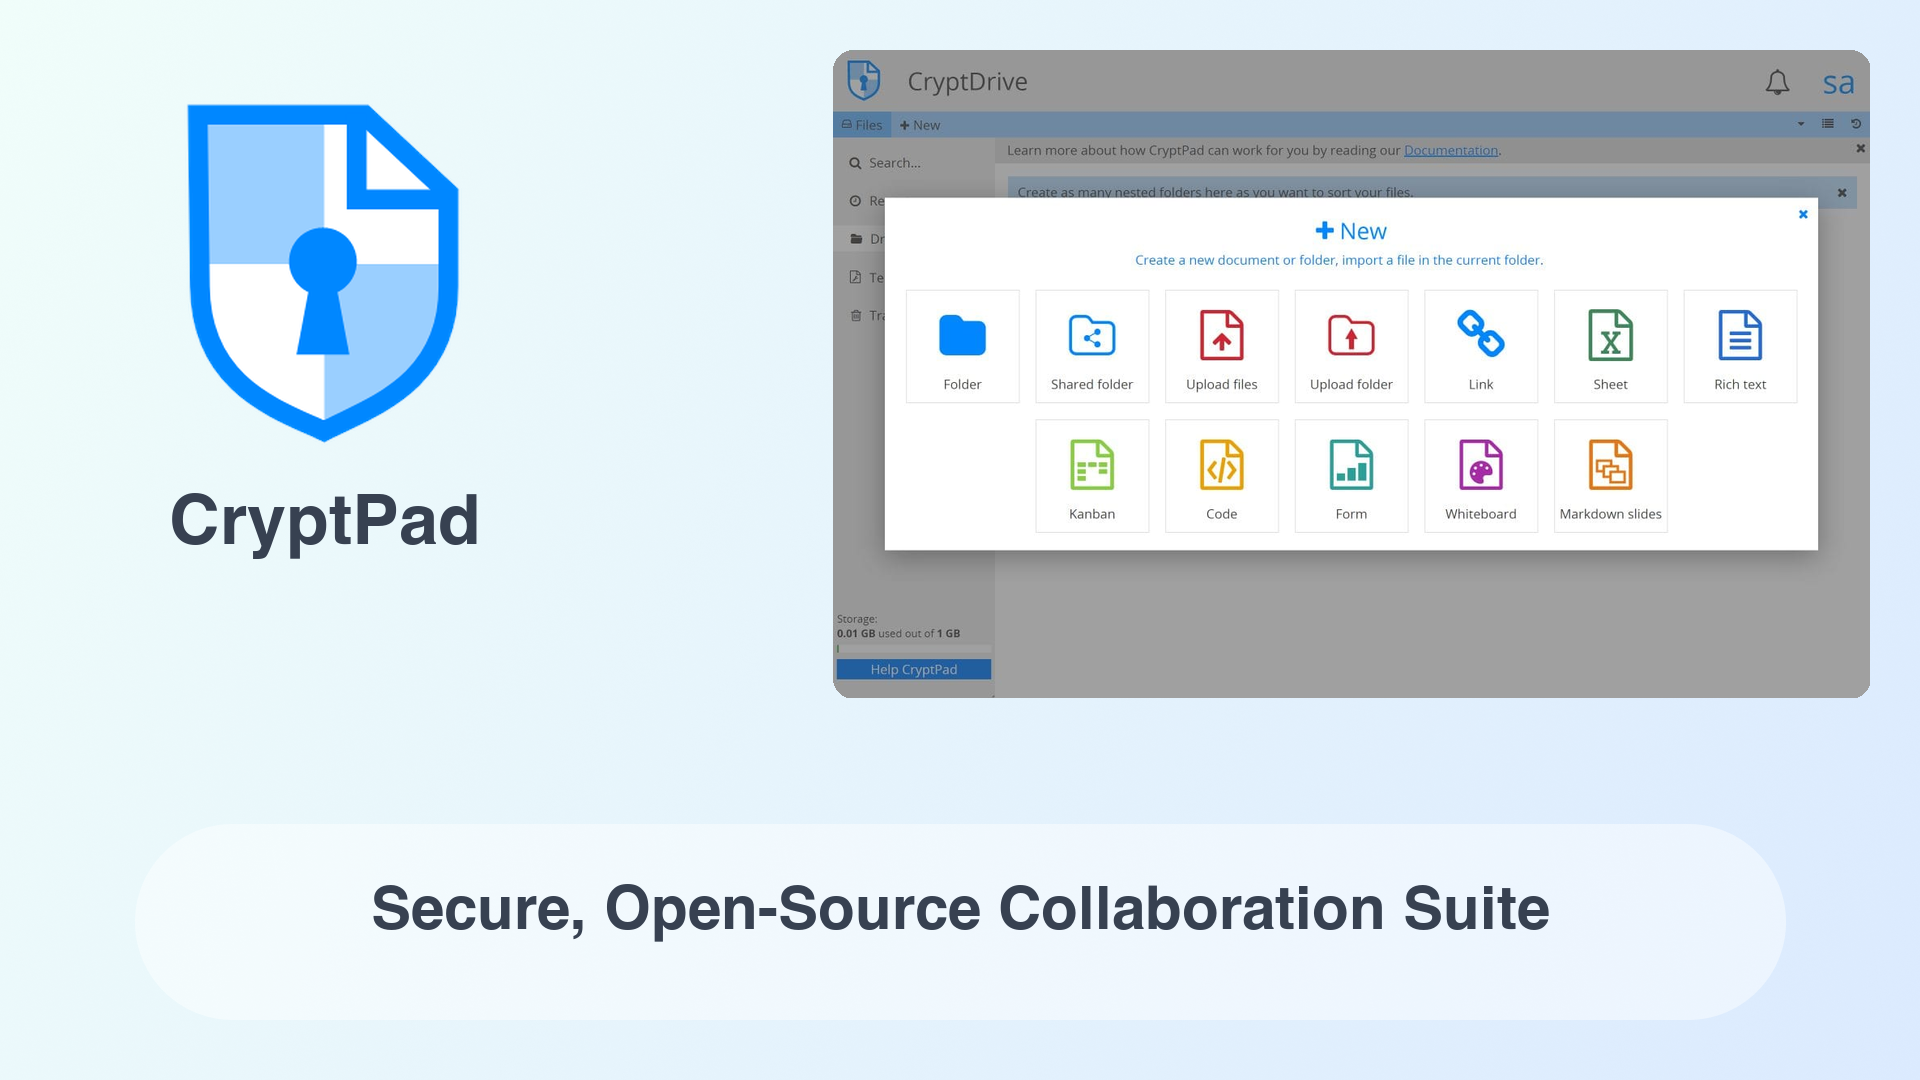 CryptPad
CryptDrive
sa
Files
New
Learn more about how CryptPad can work for you by reading our Documentation.
Search...
Create as many nested folders here as you want to sort your files.
Re
Dr
Te
Tra
New
Create a new document or folder, import a file in the current folder.
Folder
Shared folder
Upload files
Upload folder
Link
Sheet
Rich text
Kanban
Code
Form
Whiteboard
Markdown slides
Storage:
0.01 GB used out of 1 GB
Help CryptPad
Secure, Open-Source Collaboration Suite